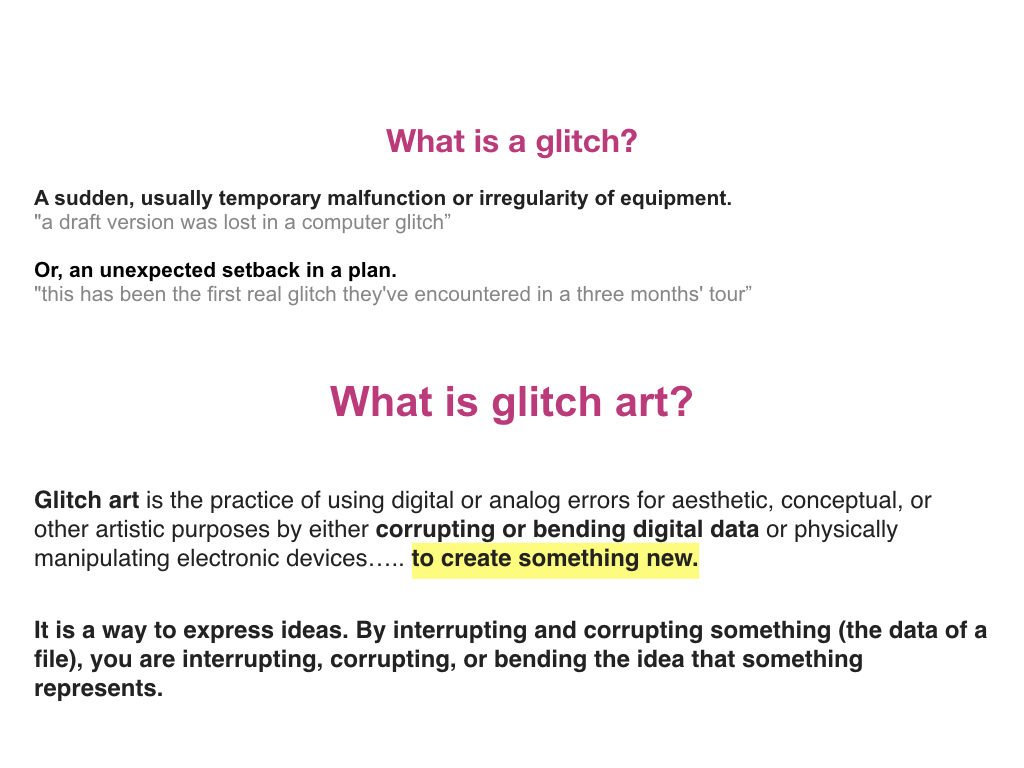 What is a glitch?
A sudden, usually temporary malfunction or irregularity of equipment.
"a draft version was lost in a computer glitch”
Or, an unexpected setback in a plan.
"this has been the first real glitch they've encountered in a three months' tour”
What is glitch art?
Glitch art is the practice of using digital or analog errors for aesthetic, conceptual, or
other artistic purposes by either corrupting or bending digital data or physically
manipulating electronic devices….. to create something new.
It is a way to express ideas. By interrupting and corrupting something (the data of a
file), you are interrupting, corrupting, or bending the idea that something
represents.